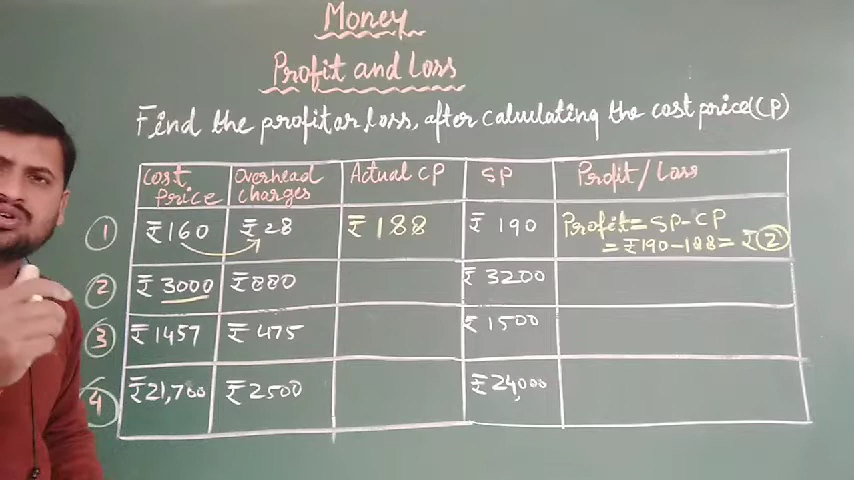 Money
Profit and Loss
Find the profit or loss, after calculating the cost price (CP)
Cost Price Overhead Charges Actual CP SP Profit/Loss
1 ₹160 ₹28 ₹188 ₹190 Profit = SP-CP
= ₹190-188 = ₹2
2 ₹3000 ₹880 ₹3200
3 ₹1457 ₹475 ₹1500
4 ₹21,700 ₹2500 ₹24,000